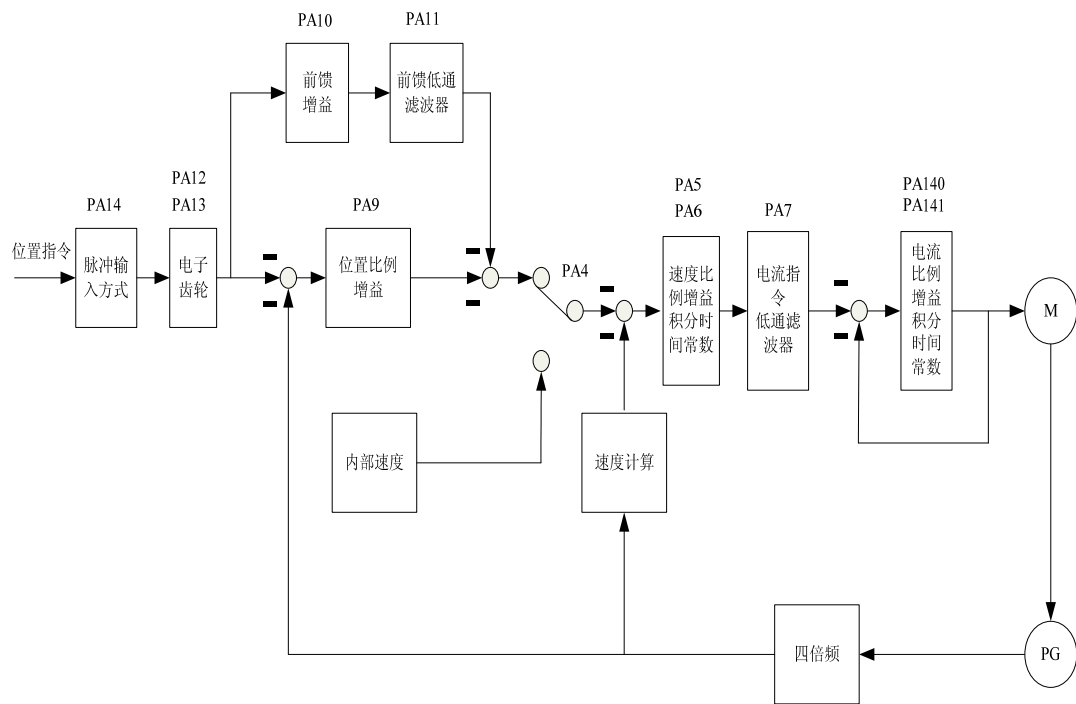 PA10
PA11
前馈
增益
前馈低通
滤波器
PA12
PA13
PA14
PA9
PA5
PA6
PA7
PA140
PA141
位置指令
脉冲输
入方式
电子
齿轮
位置比例
增益
PA4
速度比
例增益
积分时
间常数
电流指
令
低通滤
波器
电流
比例
增益
积分
时间
常数
M
内部速度
速度计算
四倍频
PG